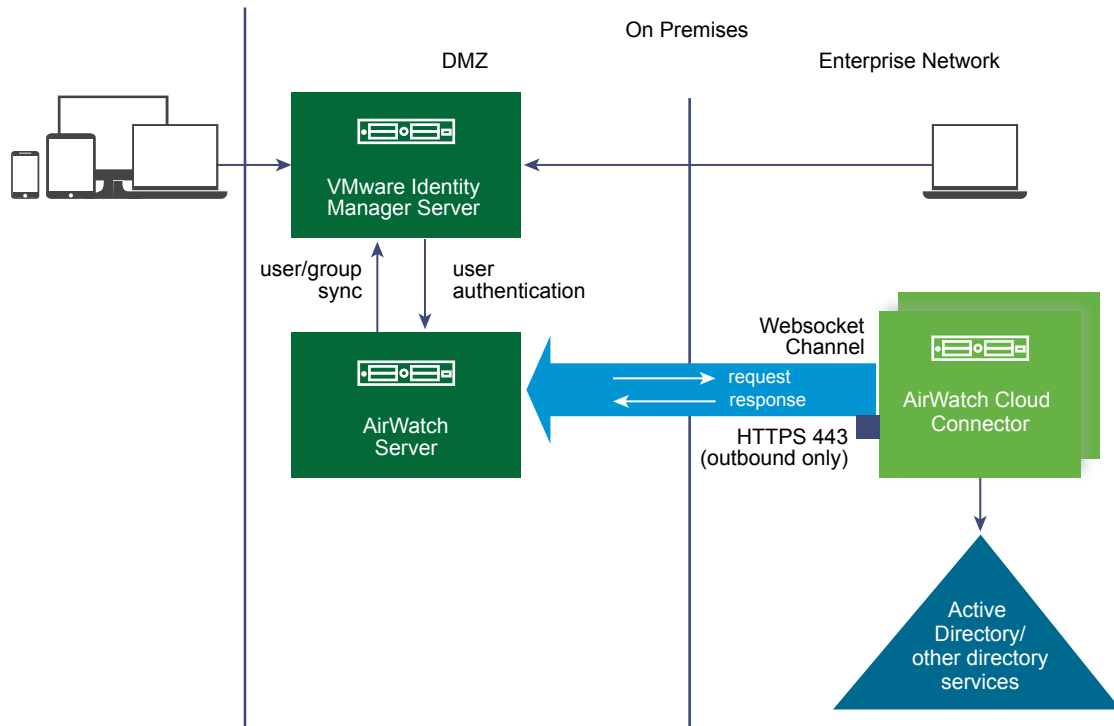 On Premises
DMZ
Enterprise Network
VMware Identity
Manager Server
user/group
sync
user
authentication
Websocket
Channel
request
response
AirWatch
Server
HTTPS 443
(outbound only)
AirWatch Cloud
Connector
Active
Directory/
other directory
services